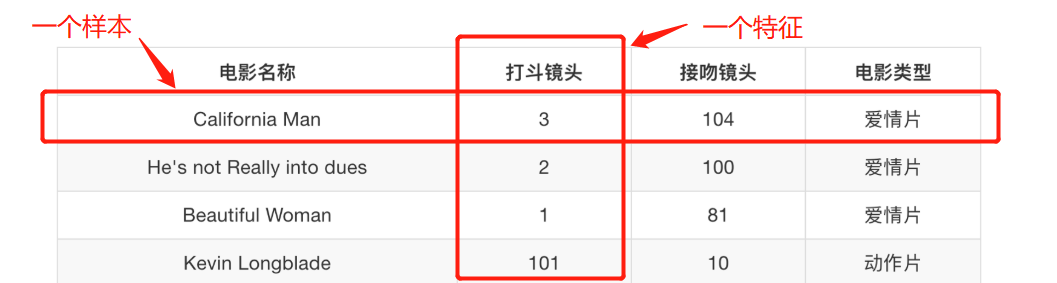 一个样本
一个特征
电影名称 打斗镜头 接吻镜头 电影类型
California Man 3 104 爱情片
He's not Really into dues 2 100 爱情片
Beautiful Woman 1 81 爱情片
Kevin Longblade 101 10 动作片